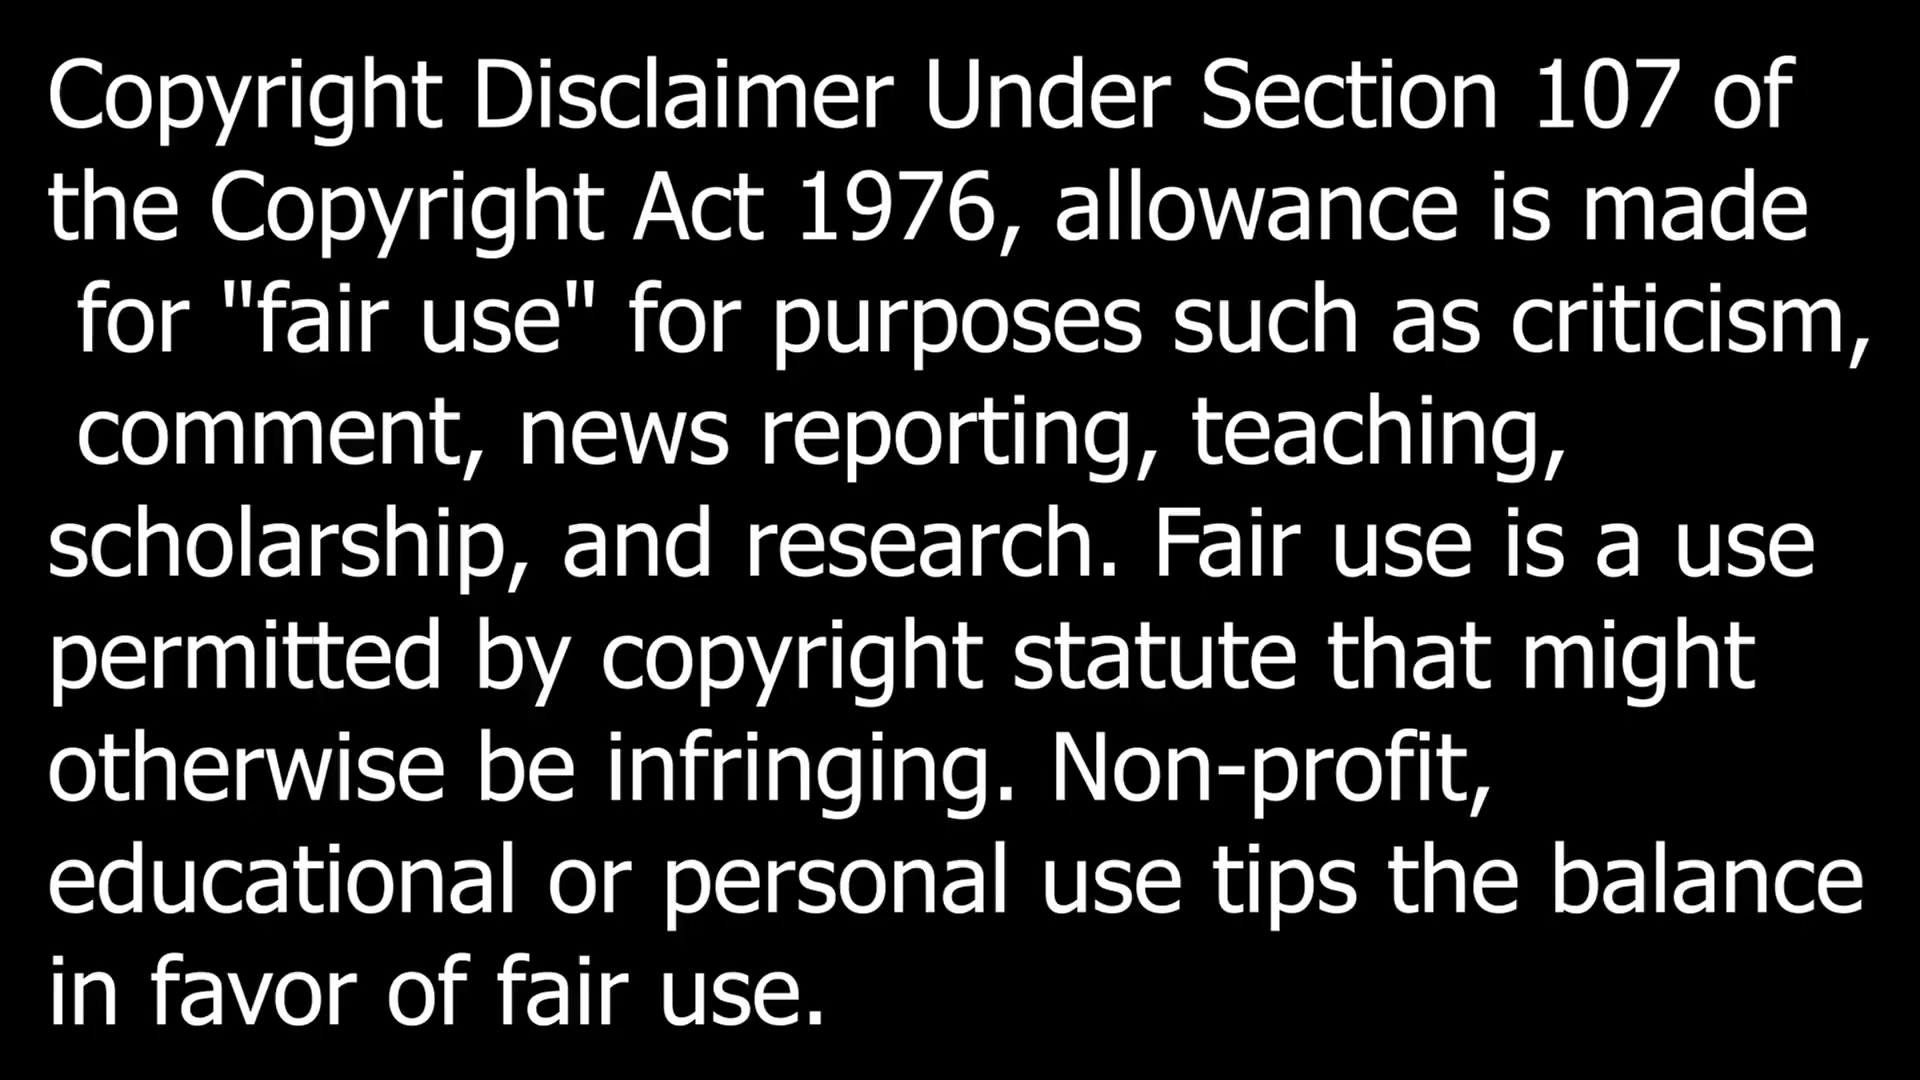 Copyright Disclaimer Under Section 107 of
the Copyright Act 1976, allowance is made
for "fair use" for purposes such as criticism,
comment, news reporting, teaching,
scholarship, and research. Fair use is a use
permitted by copyright statute that might
otherwise be infringing. Non-profit,
educational or personal use tips the balance
in favor of fair use.